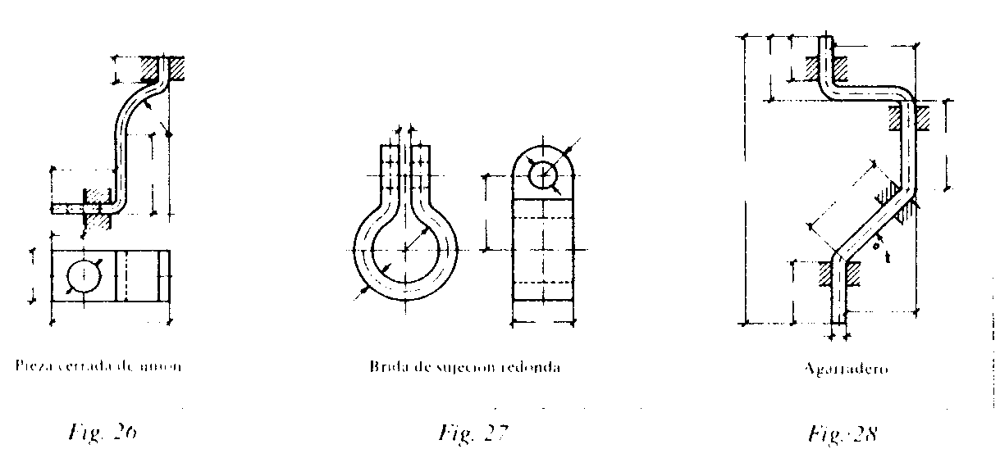 t
Pieza cerrada de union
Brida de sujecion redonda
Agarradero
Fig. 26
Fig. 27
Fig. 28